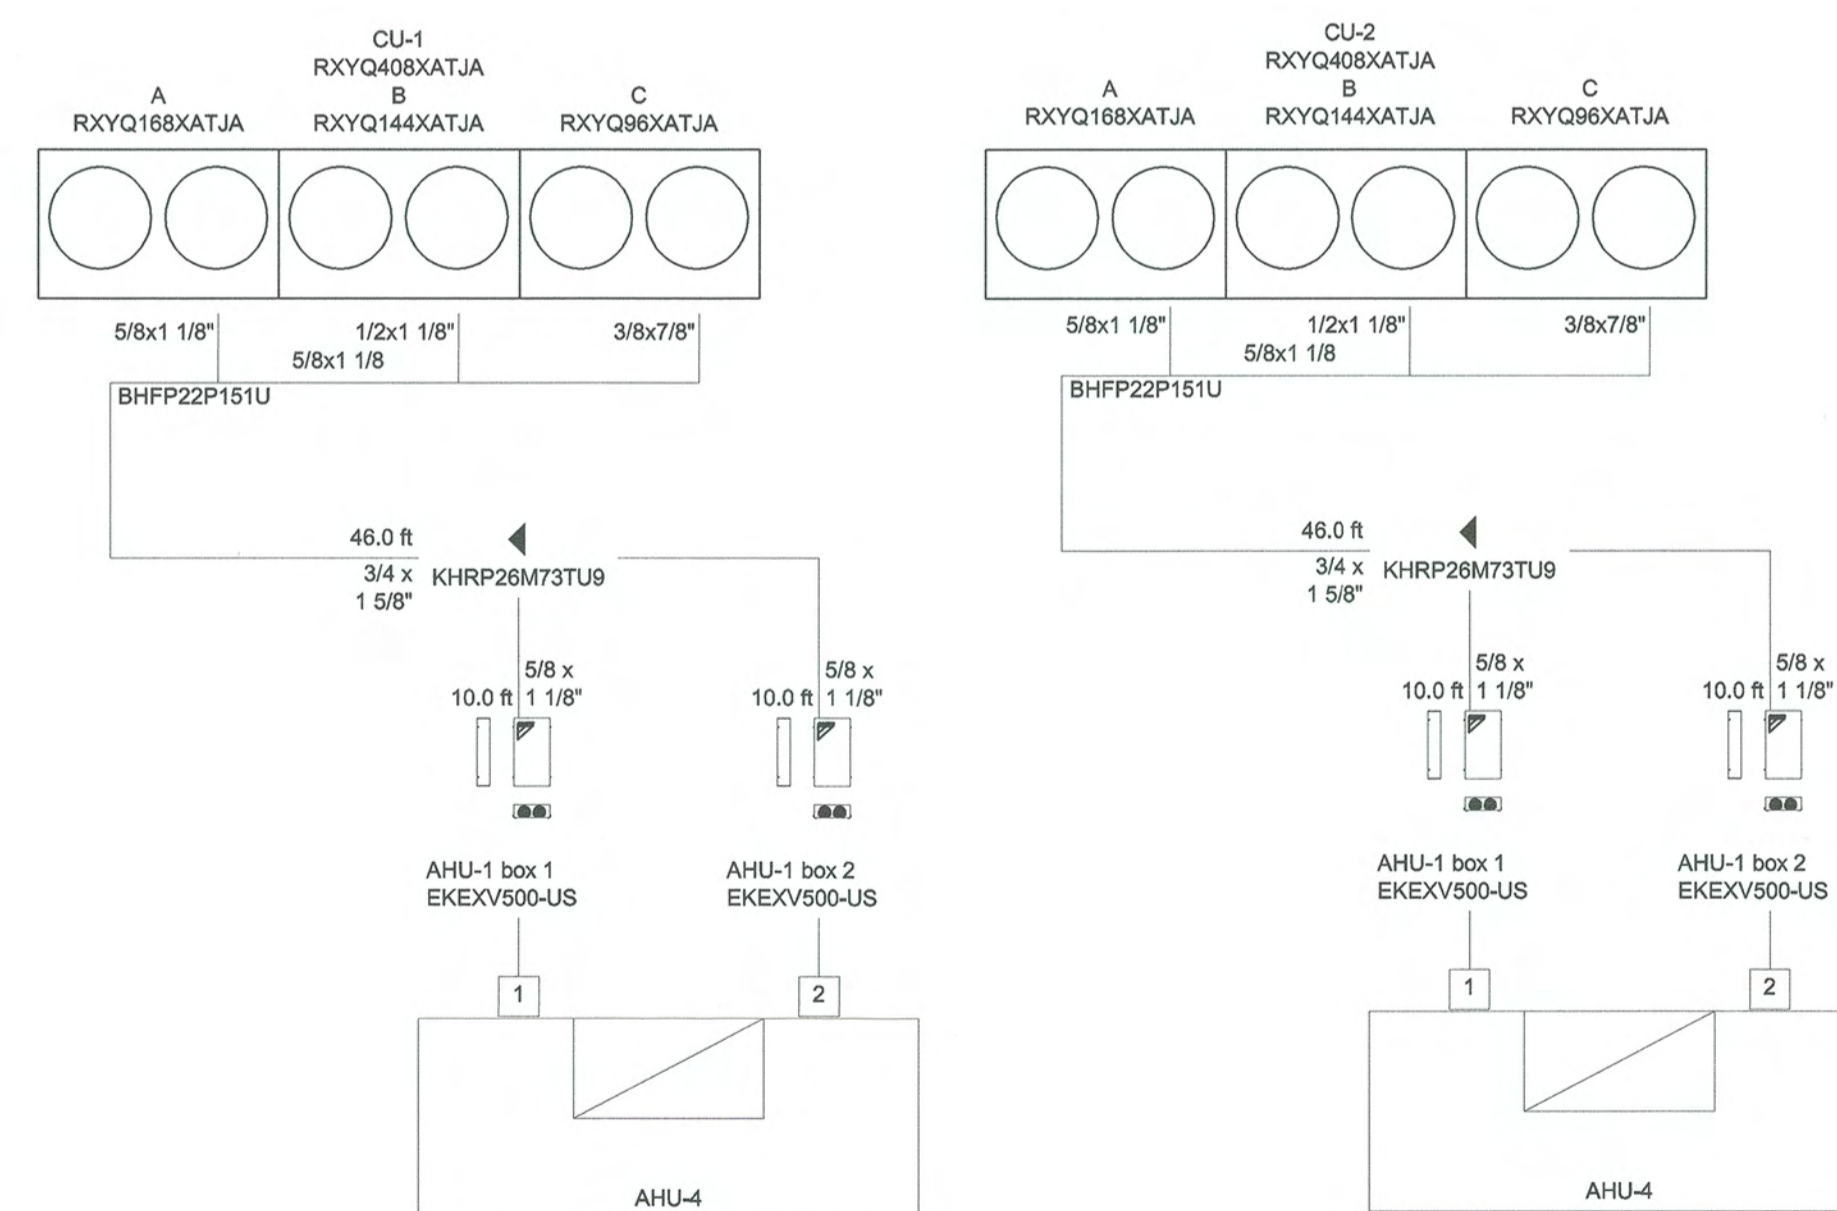 CU-1
RXYQ408XATJA
A
B
C
RXYQ168XATJA
RXYQ144XATJA
RXYQ96XATJA
5/8x1 1/8"
1/2x1 1/8"
3/8x7/8"
5/8x1 1/8
BHFP22P151U
46.0 ft
3/4 x
1 5/8"
KHRP26M73TU9
5/8 x
10.0 ft 1 1/8"
5/8 x
10.0 ft 1 1/8"
AHU-1 box 1
EKEXV500-US
AHU-1 box 2
EKEXV500-US
1
2
AHU-4
CU-2
RXYQ408XATJA
A
B
C
RXYQ168XATJA
RXYQ144XATJA
RXYQ96XATJA
5/8x1 1/8"
1/2x1 1/8"
3/8x7/8"
5/8x1 1/8
BHFP22P151U
46.0 ft
3/4 x
1 5/8"
KHRP26M73TU9
5/8 x
10.0 ft 1 1/8"
5/8 x
10.0 ft 1 1/8"
AHU-1 box 1
EKEXV500-US
AHU-1 box 2
EKEXV500-US
1
2
AHU-4